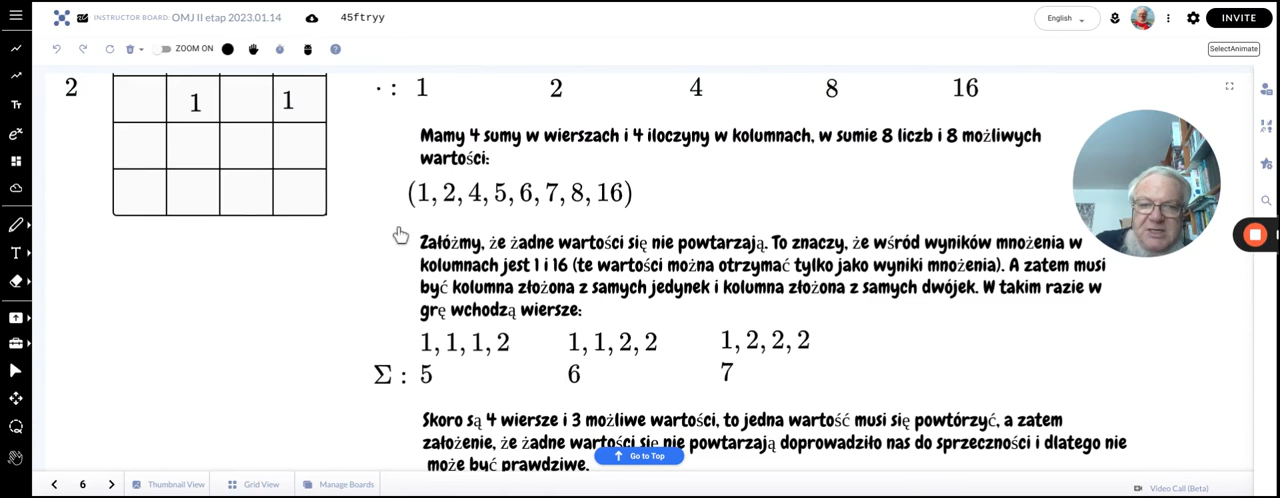 INSTRUCTOR BOARD: OMJ II etap 2023.01.14
45ftryy
English
INVITE
ZOOM ON
SelectAnimate
2
1 1
· : 1 2 4 8 16
Mamy 4 sumy w wierszach i 4 iloczyny w kolumnach, w sumie 8 liczb i 8 możliwych
wartości:
(1, 2, 4, 5, 6, 7, 8, 16)
Załóżmy, że żadne wartości się nie powtarzają. To znaczy, że wśród wyników mnożenia w
kolumnach jest 1 i 16 (te wartości można otrzymać tylko jako wyniki mnożenia). A zatem musi
być kolumna złożona z samych jedynek i kolumna złożona z samych dwójek. W takim razie w
grę wchodzą wiersze:
1, 1, 1, 2 1, 1, 2, 2 1, 2, 2, 2
Σ : 5 6 7
Skoro są 4 wiersze i 3 możliwe wartości, to jedna wartość musi się powtórzyć, a zatem
założenie, że żadne wartości się nie powtarzają doprowadziło nas do sprzeczności i dlatego nie
może być prawdziwe.
Go to Top
6
Thumbnail View
Grid View
Manage Boards
Video Call (Beta)